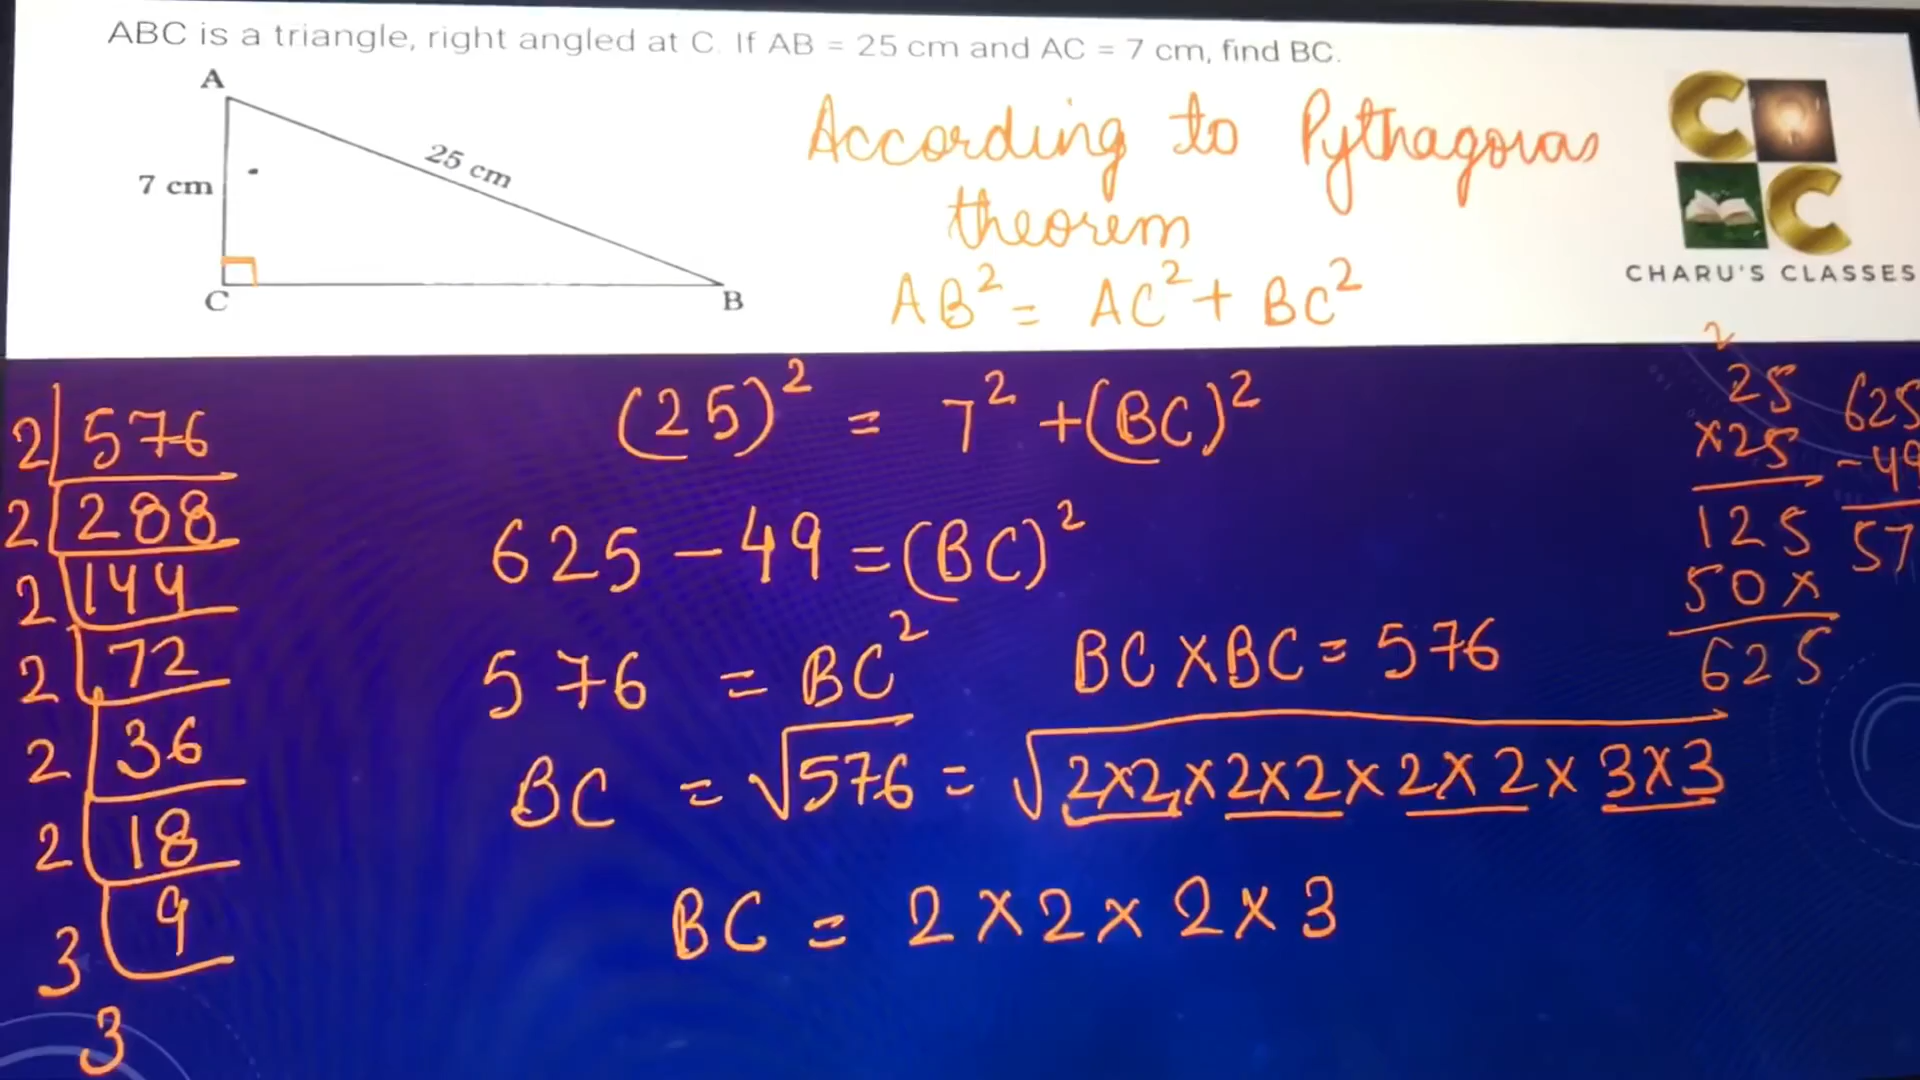 ABC is a triangle, right angled at C. If AB = 25 cm and AC = 7 cm, find BC.
A
7 cm
25 cm
C
B
According to Pythagoras
theorem
AB² = AC² + BC²
C C
CHARU'S CLASSES
(25)² = 7² + (BC)²
625 - 49 = (BC)²
576 = BC²
BC × BC = 576
BC = √576 = √2×2×2×2×2×2×3×3
BC = 2 × 2 × 2 × 3
2 576
2 288
2 144
2 72
2 36
2 18
3 9
3
2
25
×25
125
50×
625
625
-49
57